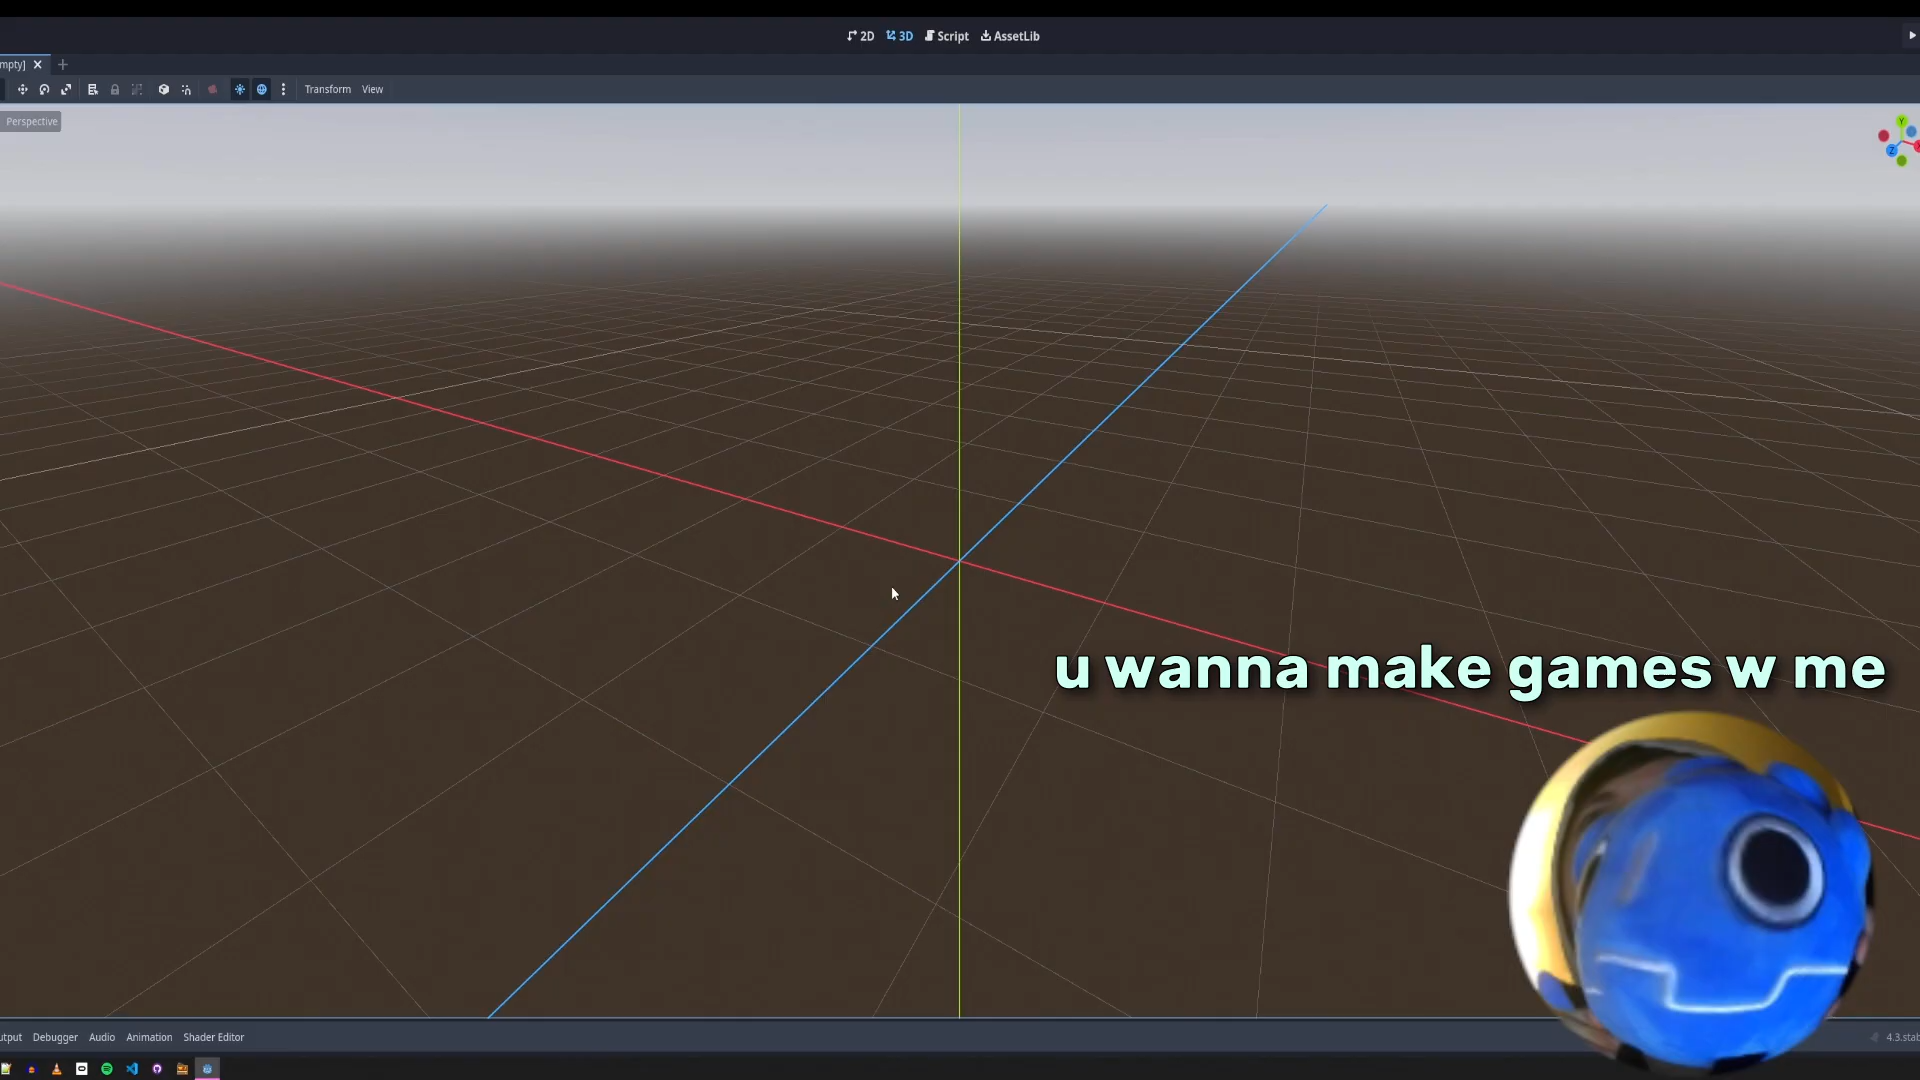 2D 3D Script AssetLib
mpty]
Transform View
Perspective
Y
Z
u wanna make games w me
utput Debugger Audio Animation Shader Editor
4.3.stab